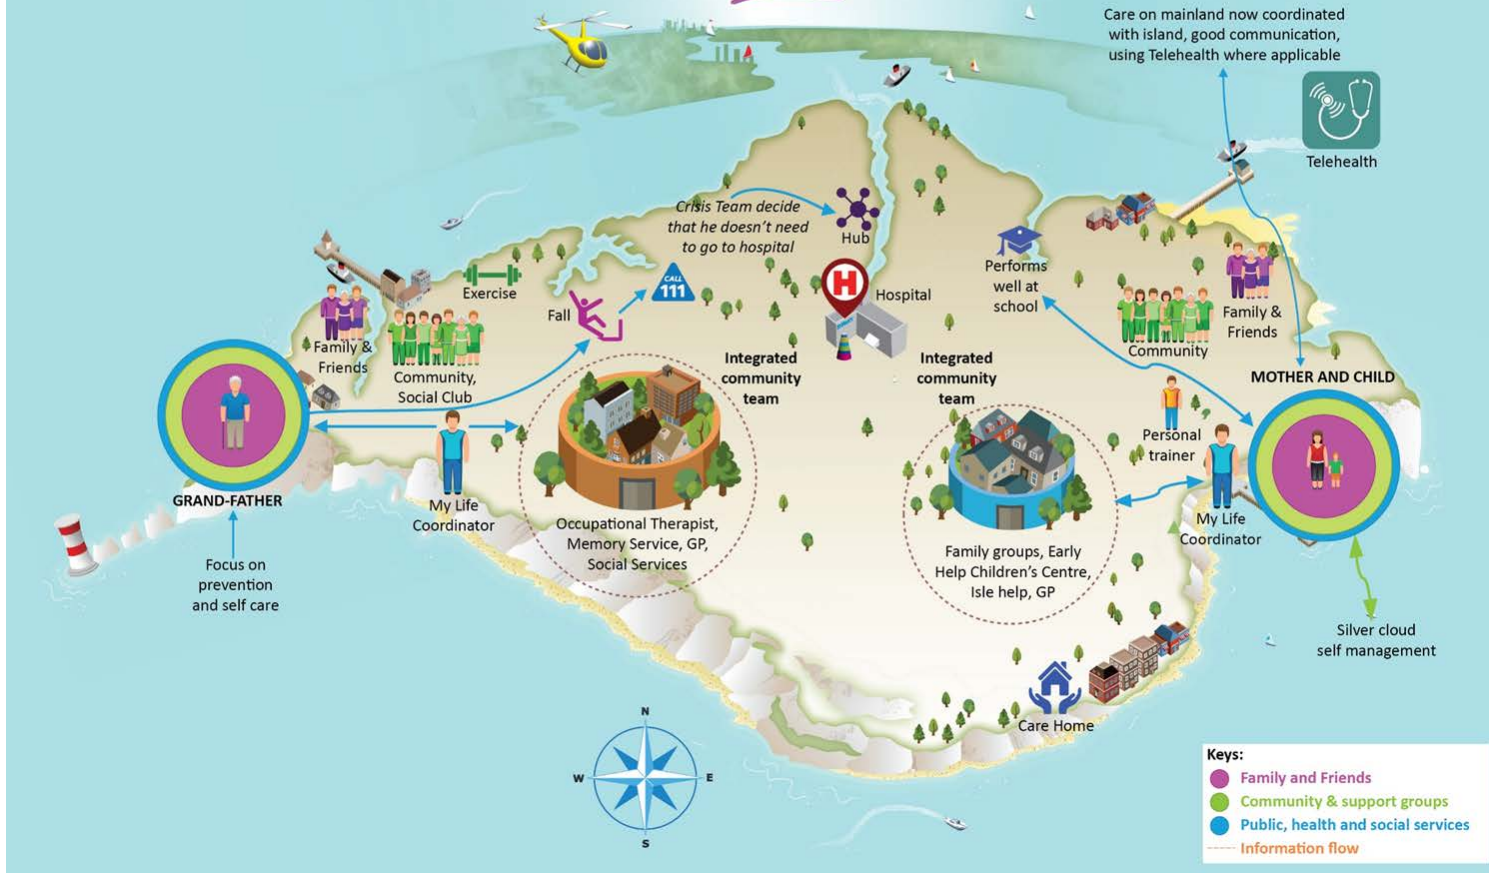 Care on mainland now coordinated
with island, good communication,
using Telehealth where applicable
Telehealth
Crisis Team decide
that he doesn't need
to go to hospital
Hub
Performs
well at
school
Exercise
CALL
111
Fall
H
Hospital
Family &
Friends
Community,
Social Club
Integrated
community
team
Integrated
community
team
Community
Family &
Friends
MOTHER AND CHILD
Personal
trainer
GRAND-FATHER
My Life
Coordinator
My Life
Coordinator
Occupational Therapist,
Memory Service, GP,
Social Services
Family groups, Early
Help Children's Centre,
Isle help, GP
Focus on
prevention
and self care
Silver cloud
self management
Care Home
N
W
E
S
Keys:
Family and Friends
Community & support groups
Public, health and social services
Information flow